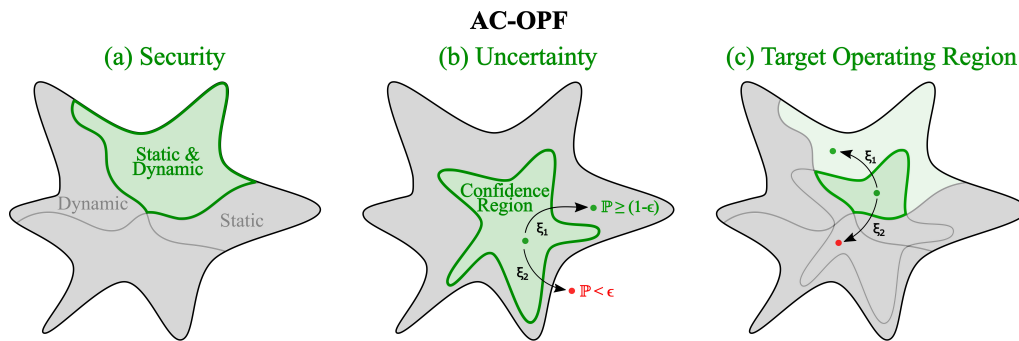 AC-OPF
(a) Security
(b) Uncertainty
(c) Target Operating Region
Static &
Dynamic
Dynamic
Static
Confidence
Region
ℙ ≥ (1-ϵ)
ξ₁
ξ₂
ℙ < ϵ
ξ₁
ξ₂